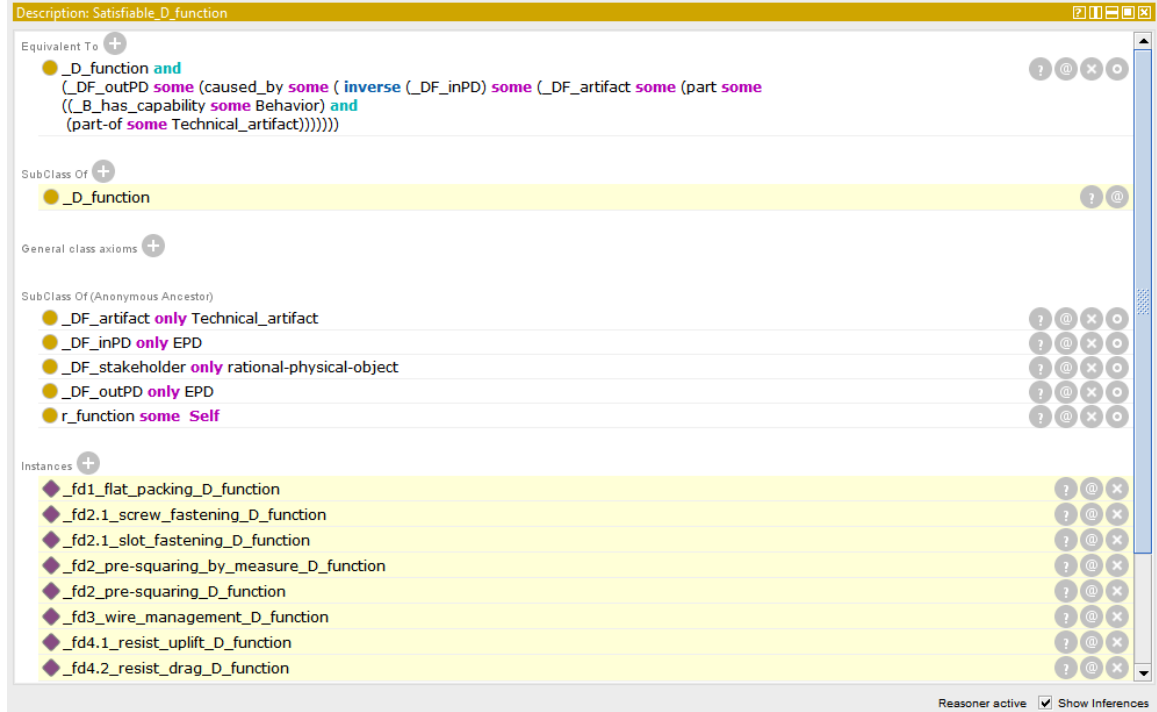 Description: Satisfiable_D_function
Equivalent To
_D_function and
(_DF_outPD some (caused_by some ( inverse (_DF_inPD) some (_DF_artifact some (part some
((_B_has_capability some Behavior) and
(part-of some Technical_artifact)))))))
SubClass Of
_D_function
General class axioms
SubClass Of (Anonymous Ancestor)
_DF_artifact only Technical_artifact
_DF_inPD only EPD
_DF_stakeholder only rational-physical-object
_DF_outPD only EPD
r_function some Self
Instances
_fd1_flat_packing_D_function
_fd2.1_screw_fastening_D_function
_fd2.1_slot_fastening_D_function
_fd2_pre-squaring_by_measure_D_function
_fd2_pre-squaring_D_function
_fd3_wire_management_D_function
_fd4.1_resist_uplift_D_function
_fd4.2_resist_drag_D_function
Reasoner active Show Inferences